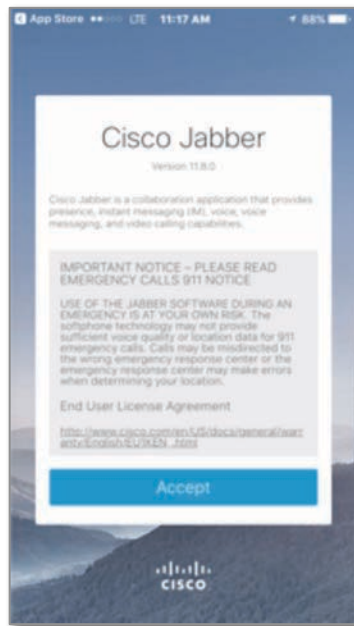 App Store LTE 11:17 AM 88%
Cisco Jabber
Version 11.8.0
Cisco Jabber is a collaboration application that provides
presence, instant messaging (IM), voice, voice
messaging, and video calling capabilities.
IMPORTANT NOTICE – PLEASE READ
EMERGENCY CALLS 911 NOTICE
USE OF THE JABBER SOFTWARE DURING AN
EMERGENCY IS AT YOUR OWN RISK. The
softphone technology may not provide
sufficient voice quality or location data for 911
emergency calls. Calls may be misdirected to
the wrong emergency response center or the
emergency response center may make errors
when determining your location.
End User License Agreement
http://www.cisco.com/en/US/docs/general/warr
Accept
CISCO